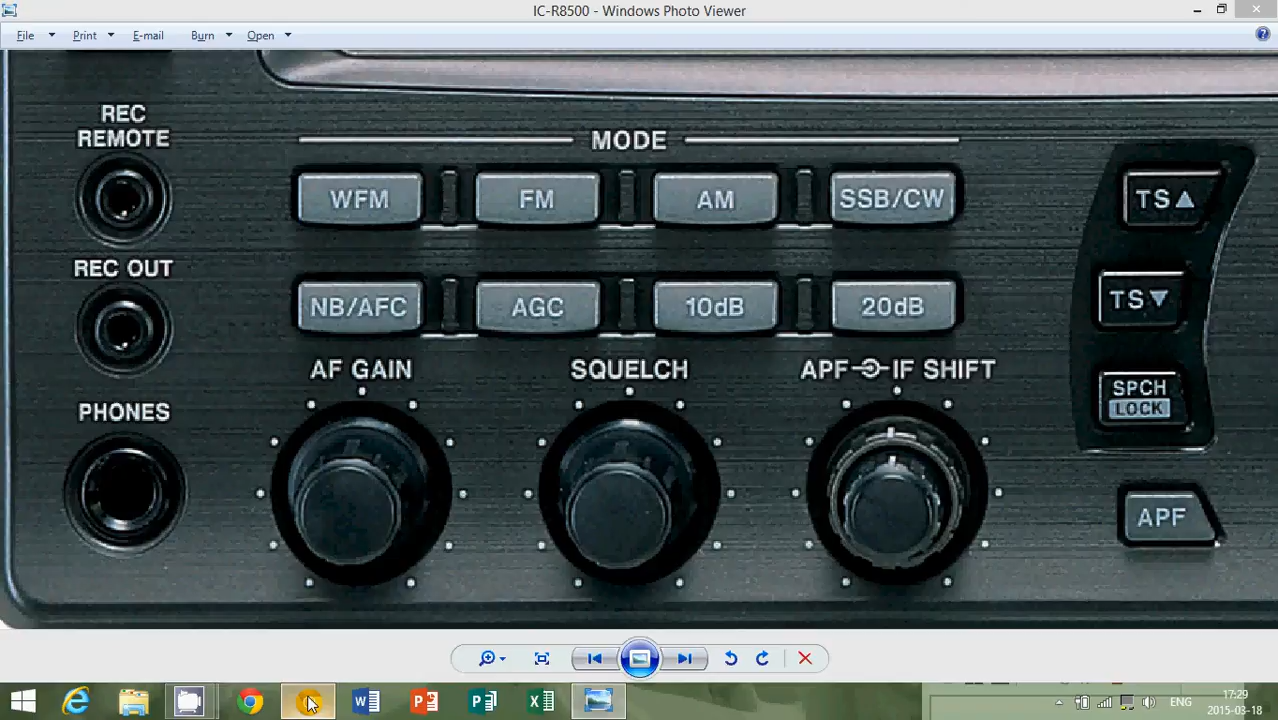 IC-R8500 - Windows Photo Viewer
File Print E-mail Burn Open
REC
REMOTE
MODE
WFM FM AM SSB/CW
TS▲
REC OUT
NB/AFC AGC 10dB 20dB
TS▼
AF GAIN SQUELCH APF IF SHIFT
SPCH
LOCK
PHONES
APF
ENG
17:29
2015-03-18